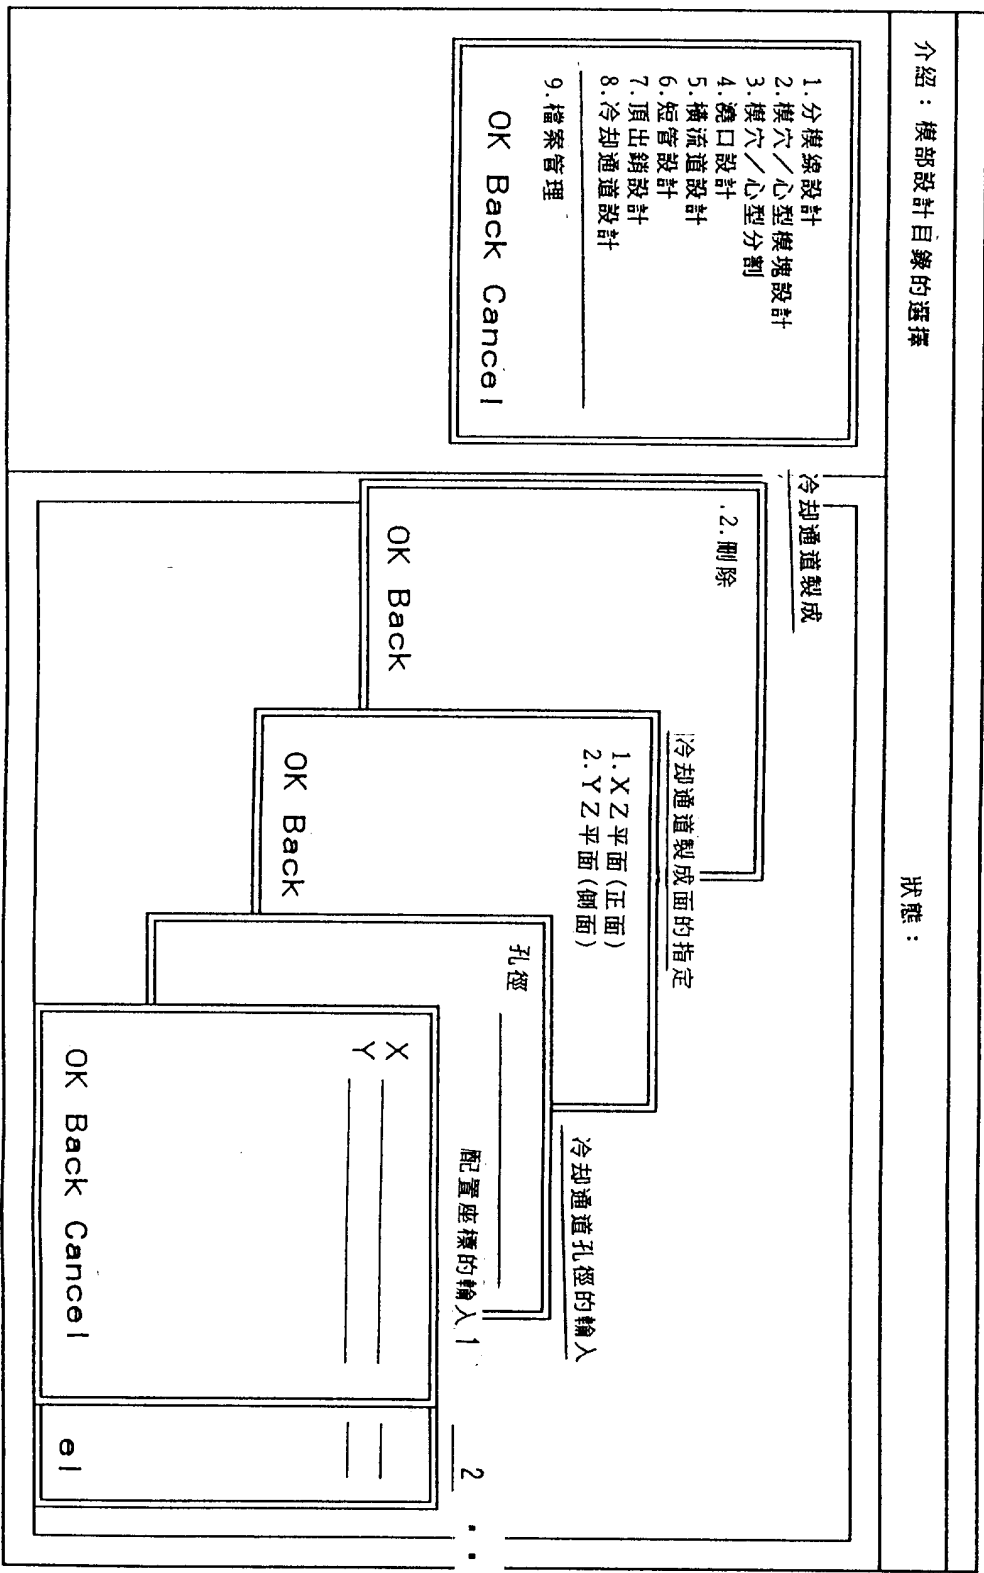 介紹：模部設計目錄的選擇
狀態：
1.分模線設計
2.模穴／心型模塊設計
3.模穴／心型分割
4.澆口設計
5.橫流道設計
6.短管設計
7.頂出銷設計
8.冷却通道設計
9.檔案管理
OK Back Cancel
冷却通道製成
.2.刪除
OK Back
冷却通道製成面的指定
1.XZ平面(正面)
2.YZ平面(側面)
OK Back
冷却通道孔徑的輸入
孔徑
配置座標的輸入1
X
Y
OK Back Cancel
2
el